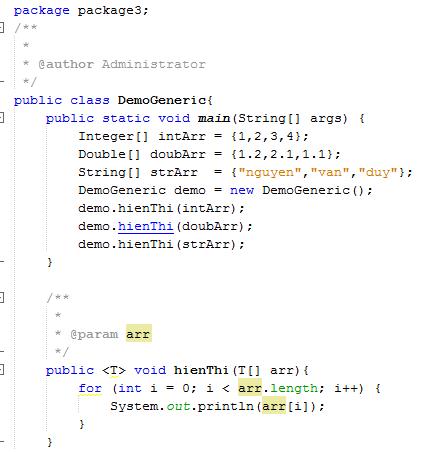 package package3;
/**
 *
 * @author Administrator
 */
public class DemoGeneric{
    public static void main(String[] args) {
        Integer[] intArr = {1,2,3,4};
        Double[] doubArr = {1.2,2.1,1.1};
        String[] strArr  = {"nguyen","van","duy"};
        DemoGeneric demo = new DemoGeneric();
        demo.hienThi(intArr);
        demo.hienThi(doubArr);
        demo.hienThi(strArr);
    }
    /**
     *
     * @param arr
     */
    public <T> void hienThi(T[] arr){
        for (int i = 0; i < arr.length; i++) {
            System.out.println(arr[i]);
        }
    }